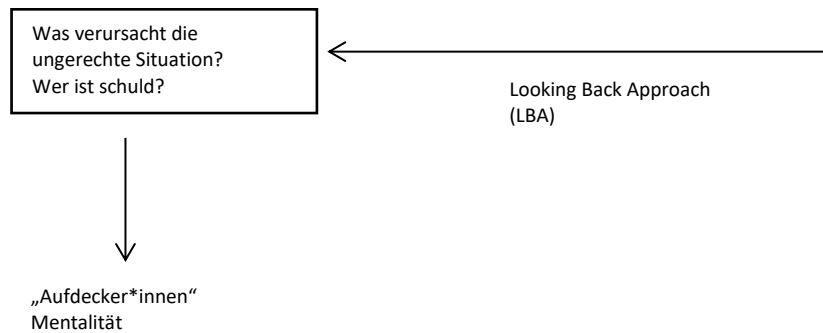 Was verursacht die
ungerechte Situation?
Wer ist schuld?
Looking Back Approach
(LBA)
„Aufdecker*innen“
Mentalität